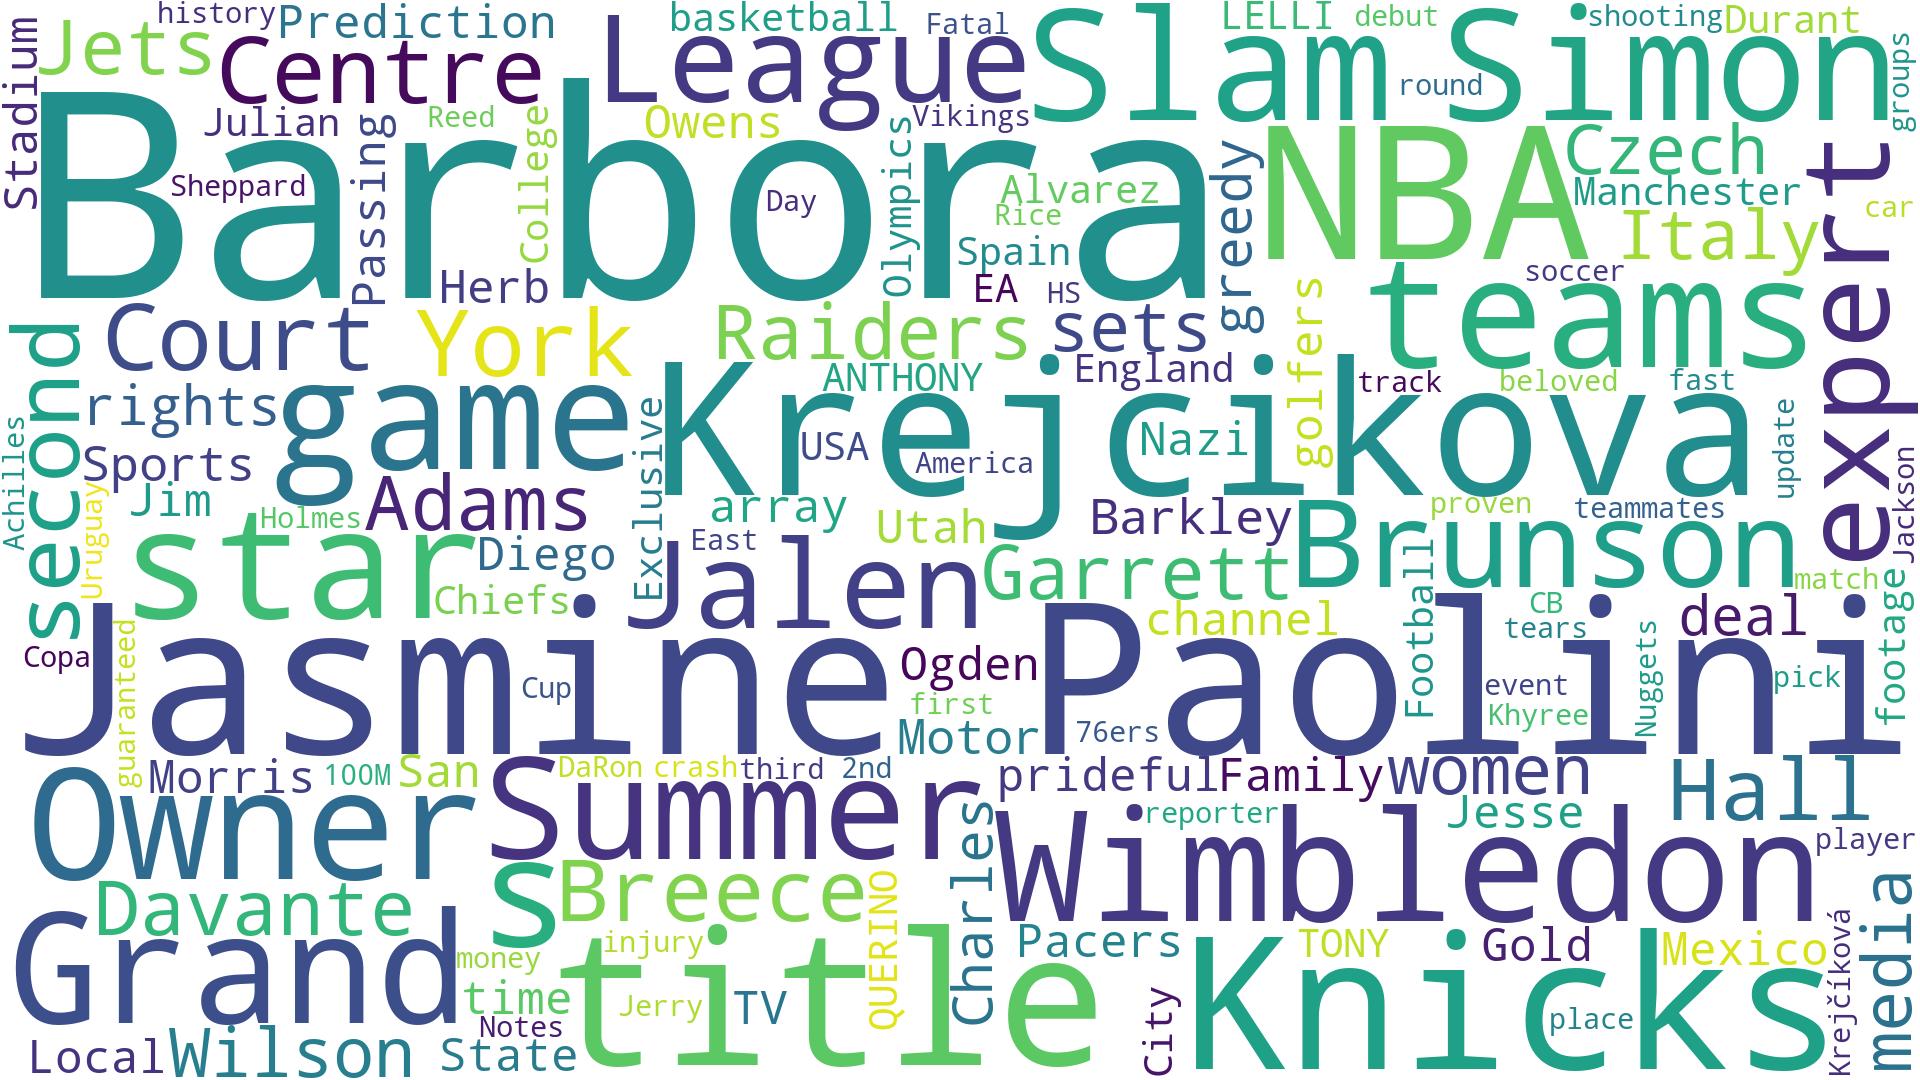 history
Prediction
basketball
Fatal
LELLI
debut
shooting
Durant
Stadium
Jets
Centre
League
Slam
Simon
groups
round
Julian
Passing
Reed
College
Owens
Olympics
Vikings
Barbora
Sheppard
Day
Alvarez
Rice
Spain
greedy
NBA
Czech
Manchester
Italy
car
expert
Herb
EA
HS
soccer
teams
Court
York
Raiders
sets
England
golfers
second
rights
game
ANTHONY
Krejcikova
track
beloved
fast
Sports
Exclusive
USA
America
Nazi
update
Achilles
Uruguay
Jim
Holmes
Adams
array
Utah
Barkley
proven
teammates
Jackson
star
Diego
East
Jalen
Garrett
Brunson
match
Chiefs
channel
Football
CB
tears
deal
footage
Copa
guaranteed
Jasmine
Cup
Ogden
first
Paolini
event
Khyree
Nuggets
pick
Motor
76ers
Morris
100M
San
DaRon
crash
third
2nd
prideful
Family
women
Hall
Owner
Summer
Charles
reporter
Jesse
Wimbledon
player
Davante
s
Breece
QUERINO
media
Grand
money
injury
title
Pacers
TONY
Gold
Mexico
Krejčíková
time
Jerry
TV
City
Knicks
place
Local
Wilson
Notes
State